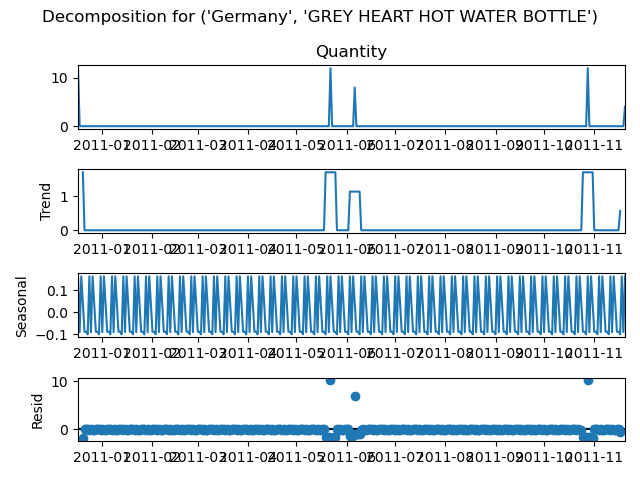 Decomposition for ('Germany', 'GREY HEART HOT WATER BOTTLE')
Quantity
10
0
2011-01 2011-02 2011-03 2011-04 2011-05 2011-06 2011-07 2011-08 2011-09 2011-10 2011-11
Trend
1
0
2011-01 2011-02 2011-03 2011-04 2011-05 2011-06 2011-07 2011-08 2011-09 2011-10 2011-11
Seasonal
0.1
0.0
−0.1
2011-01 2011-02 2011-03 2011-04 2011-05 2011-06 2011-07 2011-08 2011-09 2011-10 2011-11
Resid
10
0
2011-01 2011-02 2011-03 2011-04 2011-05 2011-06 2011-07 2011-08 2011-09 2011-10 2011-11